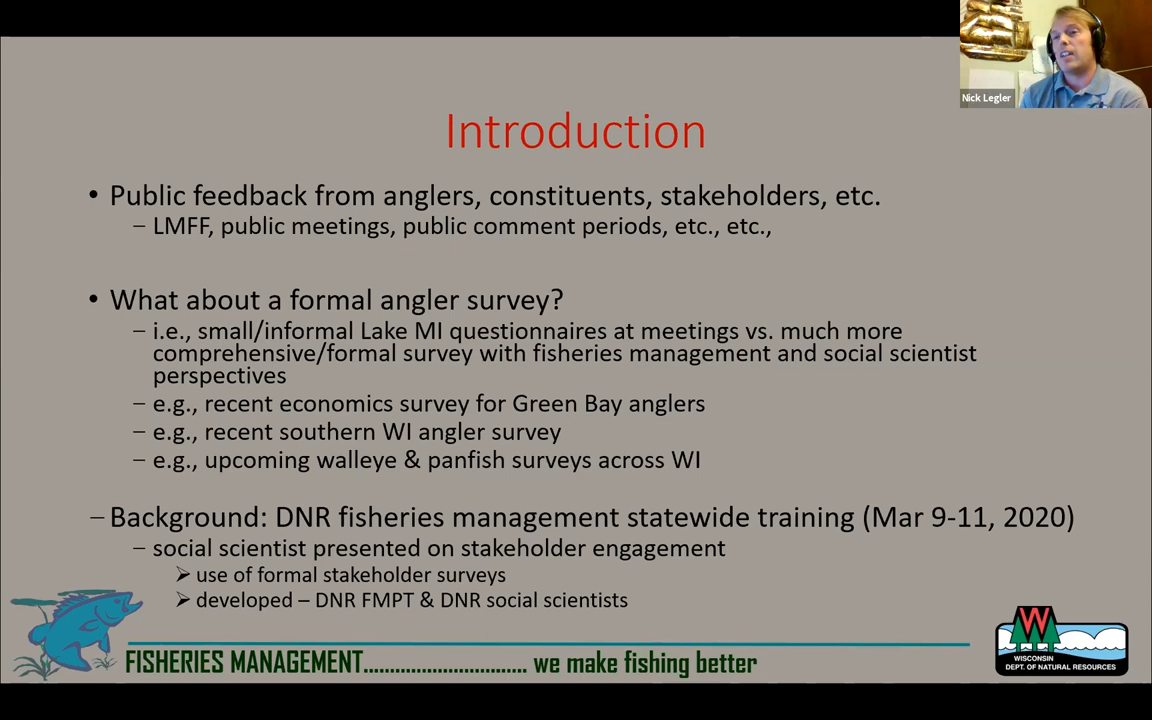 Nick Legler
Introduction
• Public feedback from anglers, constituents, stakeholders, etc.
– LMFF, public meetings, public comment periods, etc., etc.,
• What about a formal angler survey?
– i.e., small/informal Lake MI questionnaires at meetings vs. much more
comprehensive/formal survey with fisheries management and social scientist
perspectives
– e.g., recent economics survey for Green Bay anglers
– e.g., recent southern WI angler survey
– e.g., upcoming walleye & panfish surveys across WI
– Background: DNR fisheries management statewide training (Mar 9-11, 2020)
– social scientist presented on stakeholder engagement
➢ use of formal stakeholder surveys
➢ developed – DNR FMPT & DNR social scientists
FISHERIES MANAGEMENT............................... we make fishing better
W
WISCONSIN
DEPT. OF NATURAL RESOURCES